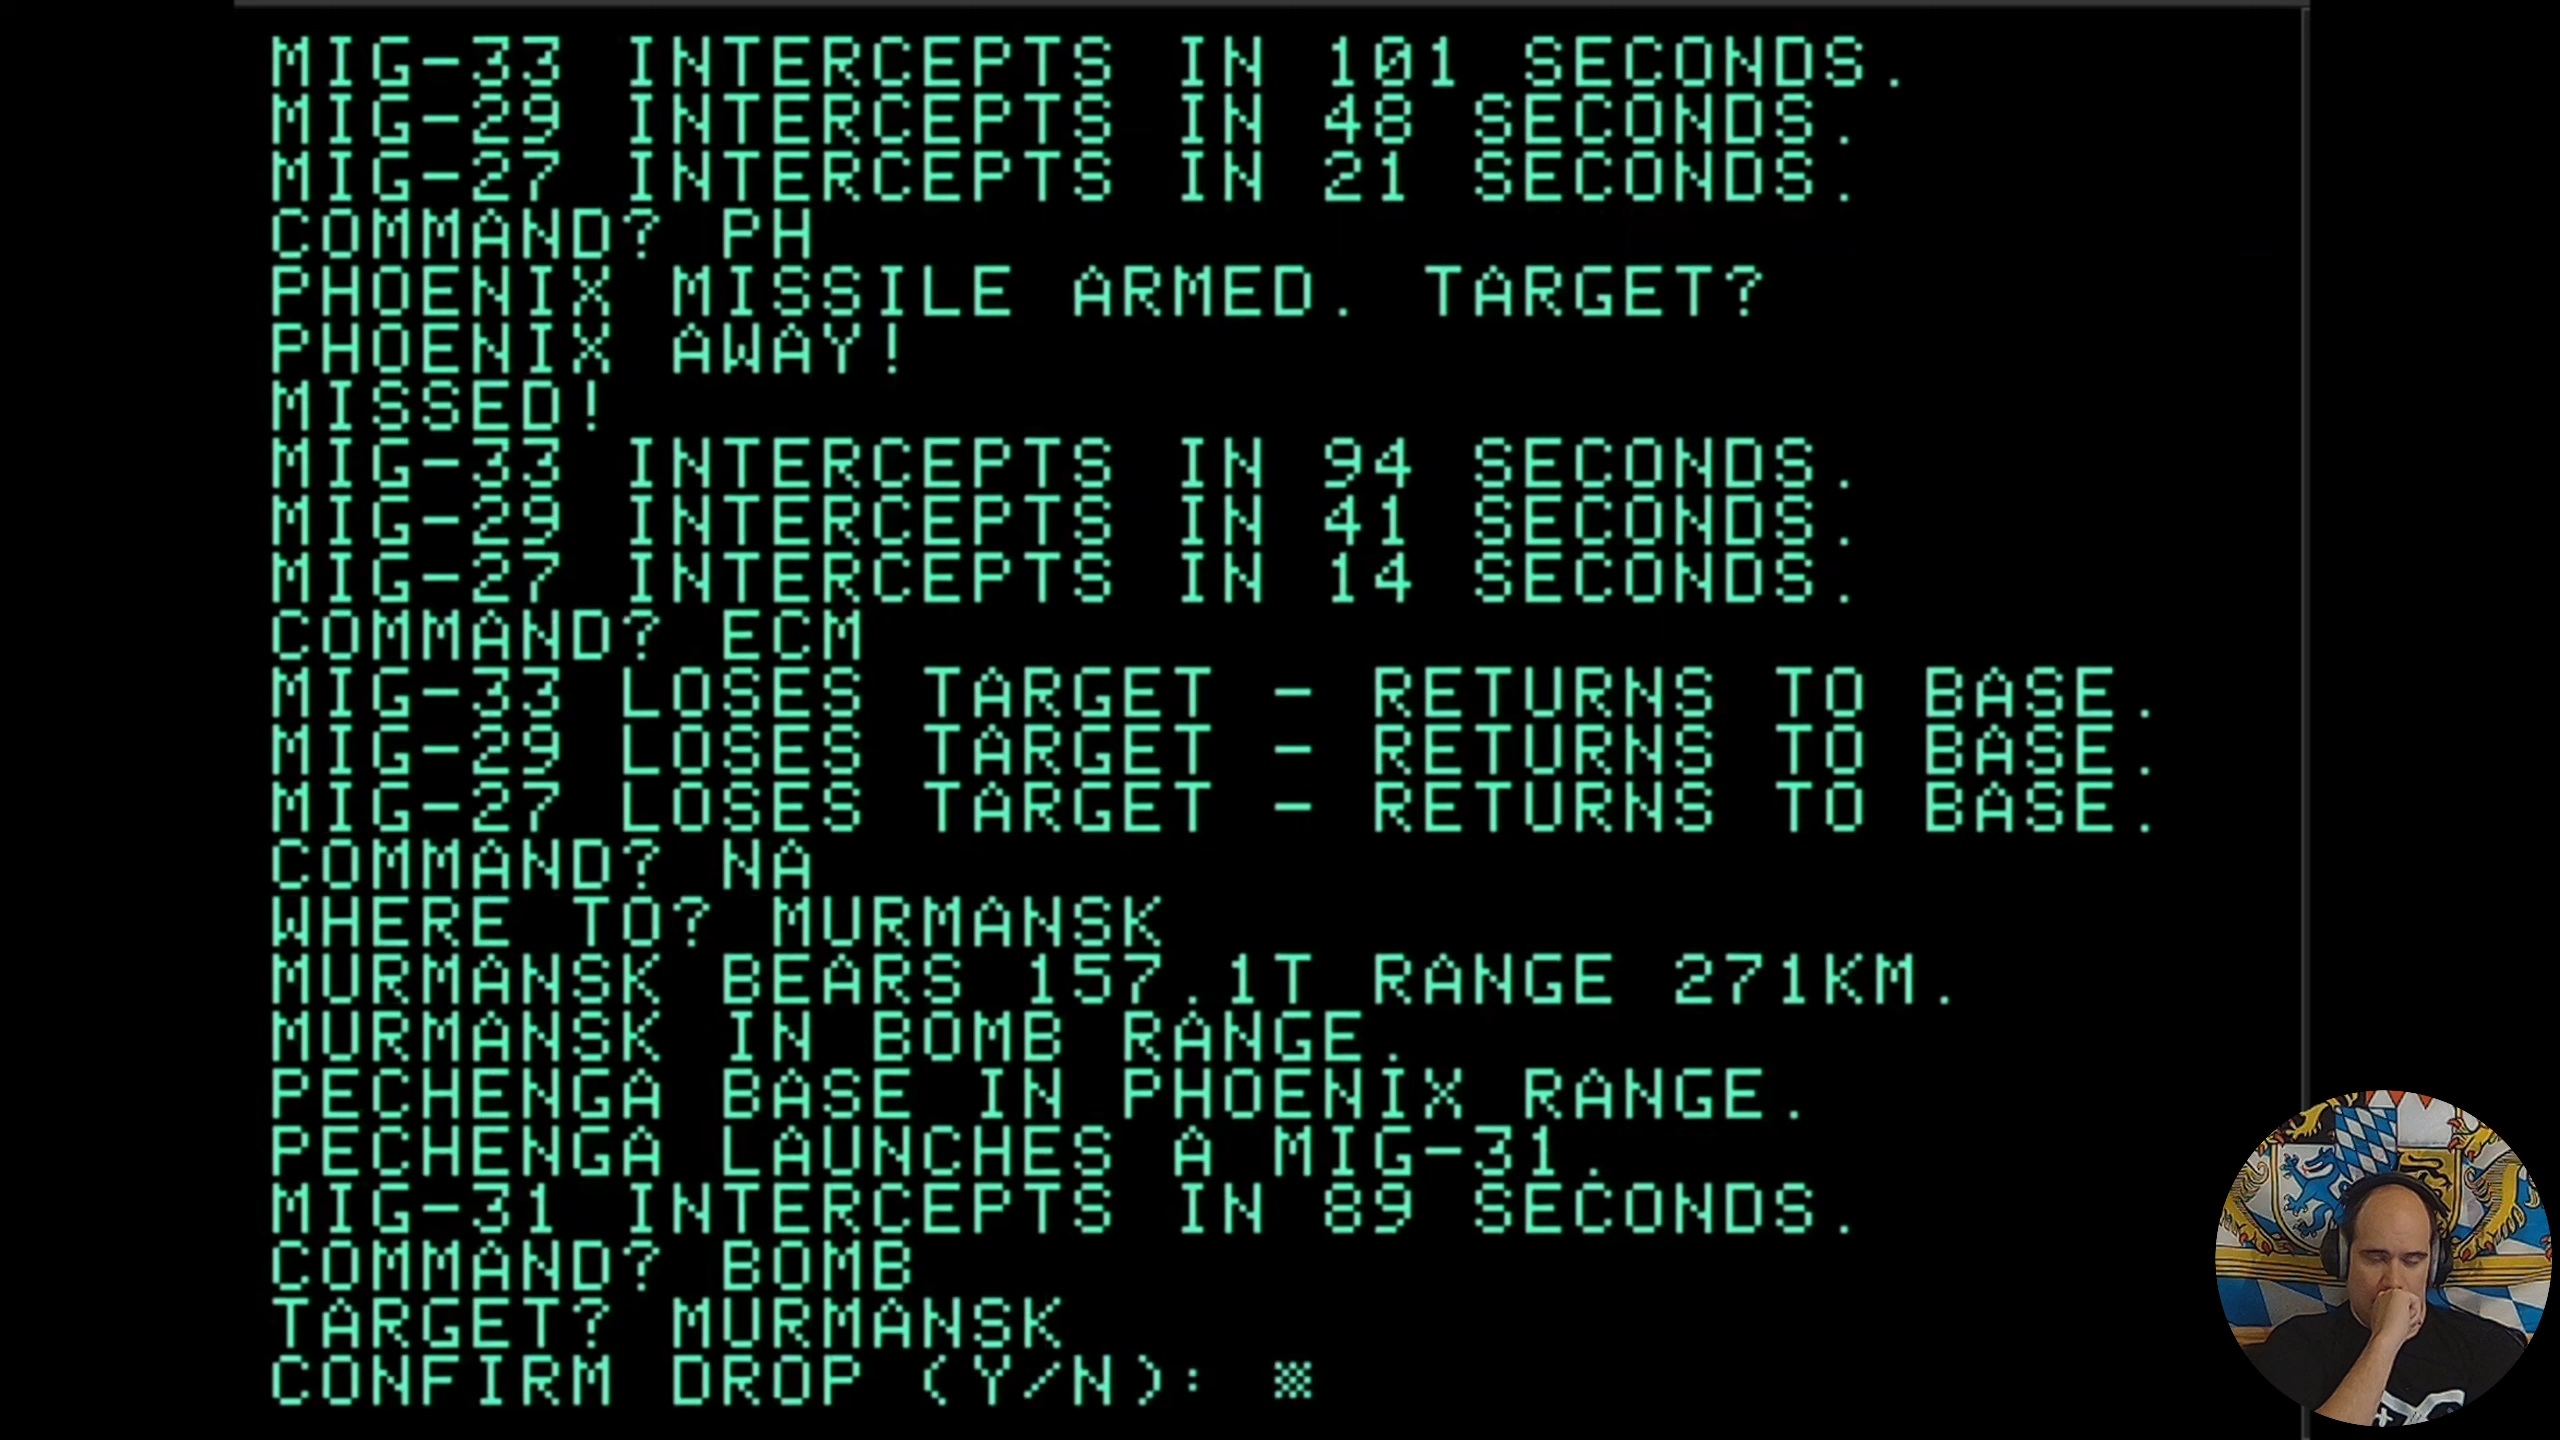 MIG-33 INTERCEPTS IN 101 SECONDS.
MIG-29 INTERCEPTS IN 48 SECONDS.
MIG-27 INTERCEPTS IN 21 SECONDS.
COMMAND? PH
PHOENIX MISSILE ARMED. TARGET?
PHOENIX AWAY!
MISSED!
MIG-33 INTERCEPTS IN 94 SECONDS.
MIG-29 INTERCEPTS IN 41 SECONDS.
MIG-27 INTERCEPTS IN 14 SECONDS.
COMMAND? ECM
MIG-33 LOSES TARGET - RETURNS TO BASE.
MIG-29 LOSES TARGET - RETURNS TO BASE.
MIG-27 LOSES TARGET - RETURNS TO BASE.
COMMAND? NA
WHERE TO? MURMANSK
MURMANSK BEARS 157.1T RANGE 271KM.
MURMANSK IN BOMB RANGE.
PECHENGA BASE IN PHOENIX RANGE.
PECHENGA LAUNCHES A MIG-31.
MIG-31 INTERCEPTS IN 89 SECONDS.
COMMAND? BOMB
TARGET? MURMANSK
CONFIRM DROP (Y/N):